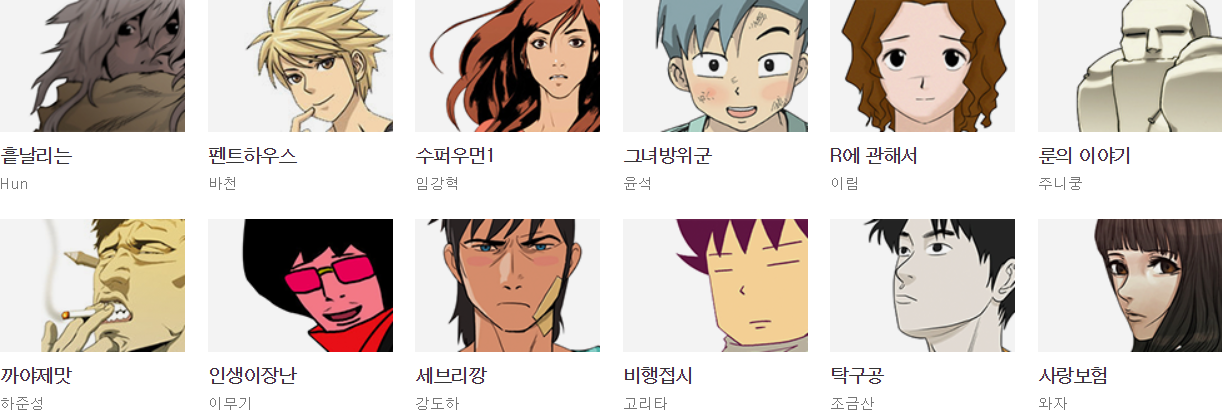 흩날리는
Hun
펜트하우스
바천
수퍼우먼1
임강혁
그녀방위군
윤석
R에 관해서
이림
룬의 이야기
주니쿵
까야제맛
하준성
인생이장난
이무기
세브리깡
강도하
비행접시
고리타
탁구공
조금산
사랑보험
와자